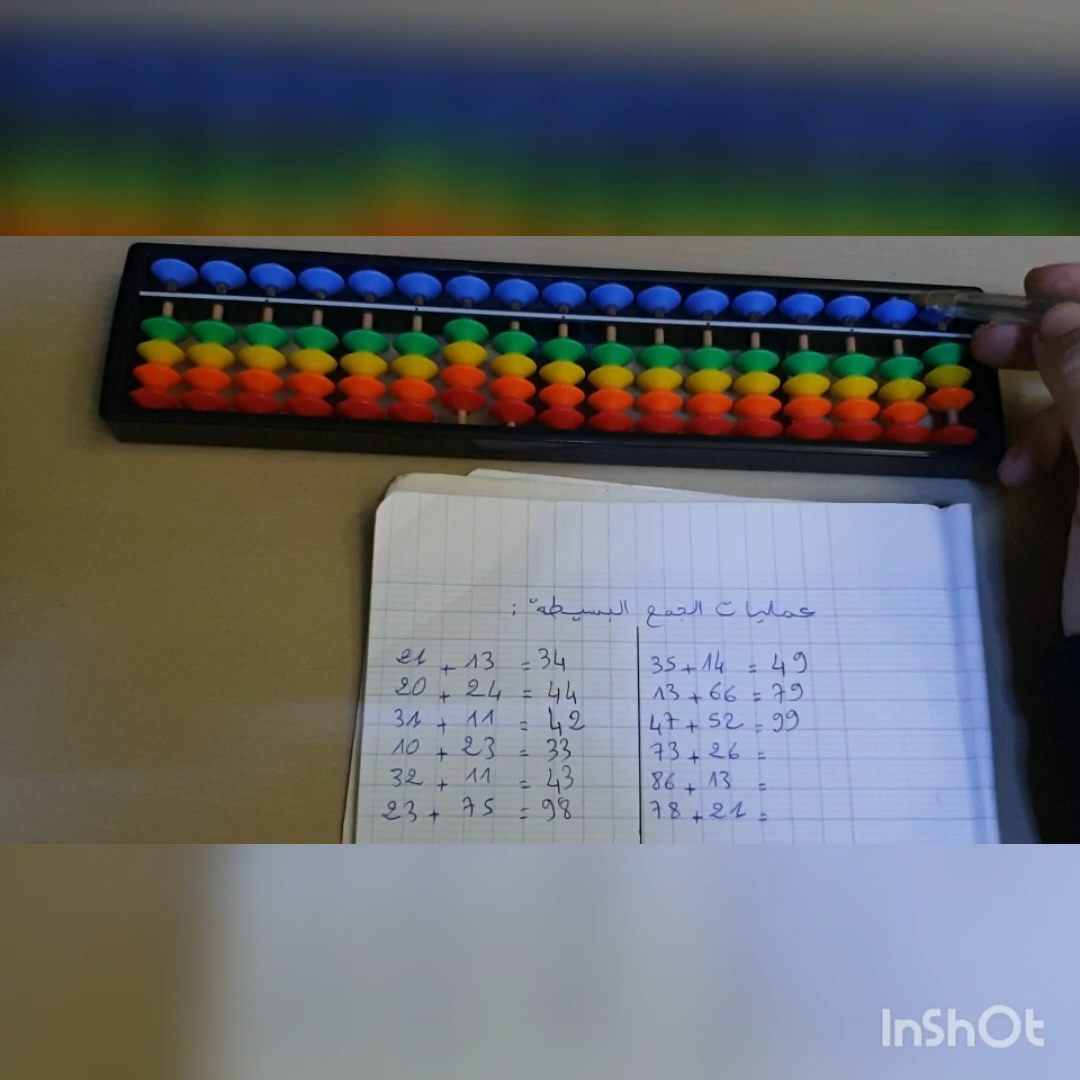 عمليات الجمع البسيطة :
21 + 13 = 34
20 + 24 = 44
31 + 11 = 42
10 + 23 = 33
32 + 11 = 43
23 + 75 = 98
35 + 14 = 49
13 + 66 = 79
47 + 52 = 99
73 + 26 =
86 + 13 =
78 + 21 =
InShOt